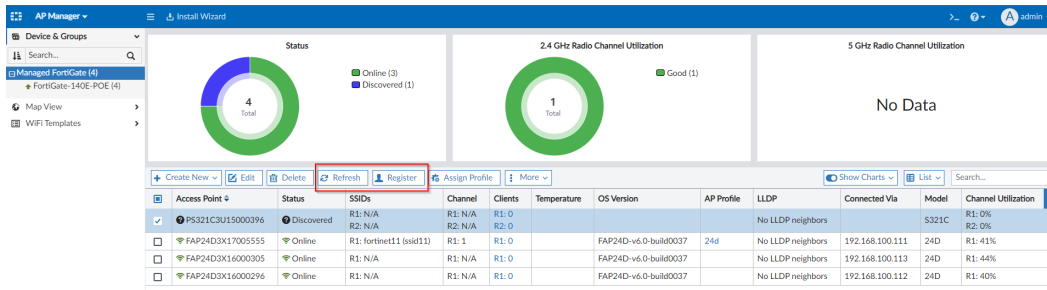 AP Manager
Install Wizard
admin
A
Device & Groups
Search...
Managed FortiGate (4)
FortiGate-140E-POE (4)
Map View
WiFi Templates
Status
4
Total
Online (3)
Discovered (1)
2.4 GHz Radio Channel Utilization
1
Total
Good (1)
5 GHz Radio Channel Utilization
No Data
Create New Edit Delete Refresh Register Assign Profile More Show Charts List Search...
Access Point Status SSIDs Channel Clients Temperature OS Version AP Profile LLDP Connected Via Model Channel Utilization
PS321C3U15000396 Discovered R1: N/A R1: N/A R1: 0 No LLDP neighbors S321C R1: 0%
R2: N/A R2: N/A R2: 0 R2: 0%
FAP24D3X17005555 Online R1: fortinet11 (ssid11) R1: 1 R1: 0 FAP24D-v6.0-build0037 24d No LLDP neighbors 192.168.100.111 24D R1: 41%
FAP24D3X16000305 Online R1: N/A R1: N/A R1: 0 FAP24D-v6.0-build0037 No LLDP neighbors 192.168.100.113 24D R1: 44%
FAP24D3X16000296 Online R1: N/A R1: N/A R1: 0 FAP24D-v6.0-build0037 No LLDP neighbors 192.168.100.112 24D R1: 40%